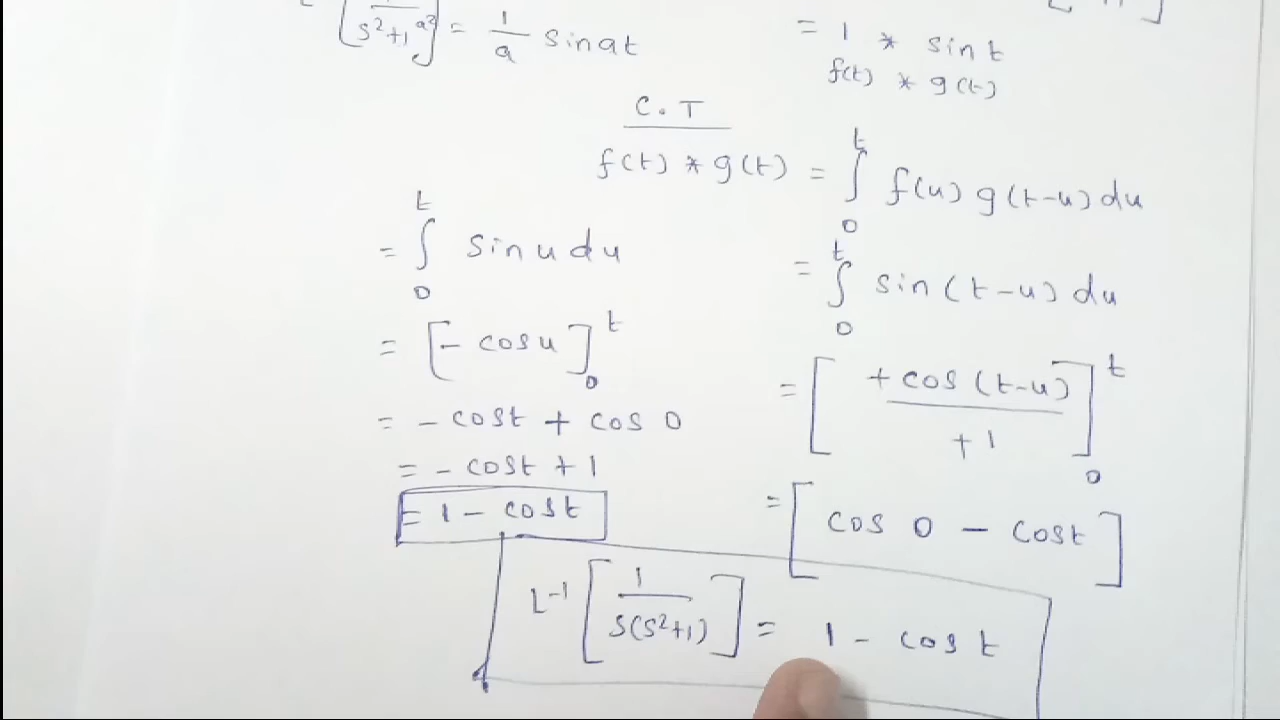 [1/(s²+1 a²)] = 1/a sin at
= 1 * sin t
f(t) * g(t)
C.T
f(t) * g(t) = ∫₀ᵗ f(u) g(t-u) du
= ∫₀ᵗ sin(t-u) du
= [+cos(t-u)/+1]₀ᵗ
= [cos 0 - cos t]
= ∫₀ᵗ sin u du
= [- cos u]₀ᵗ
= - cos t + cos 0
= - cos t + 1
= 1 - cos t
L⁻¹ [1/s(s²+1)] = 1 - cos t